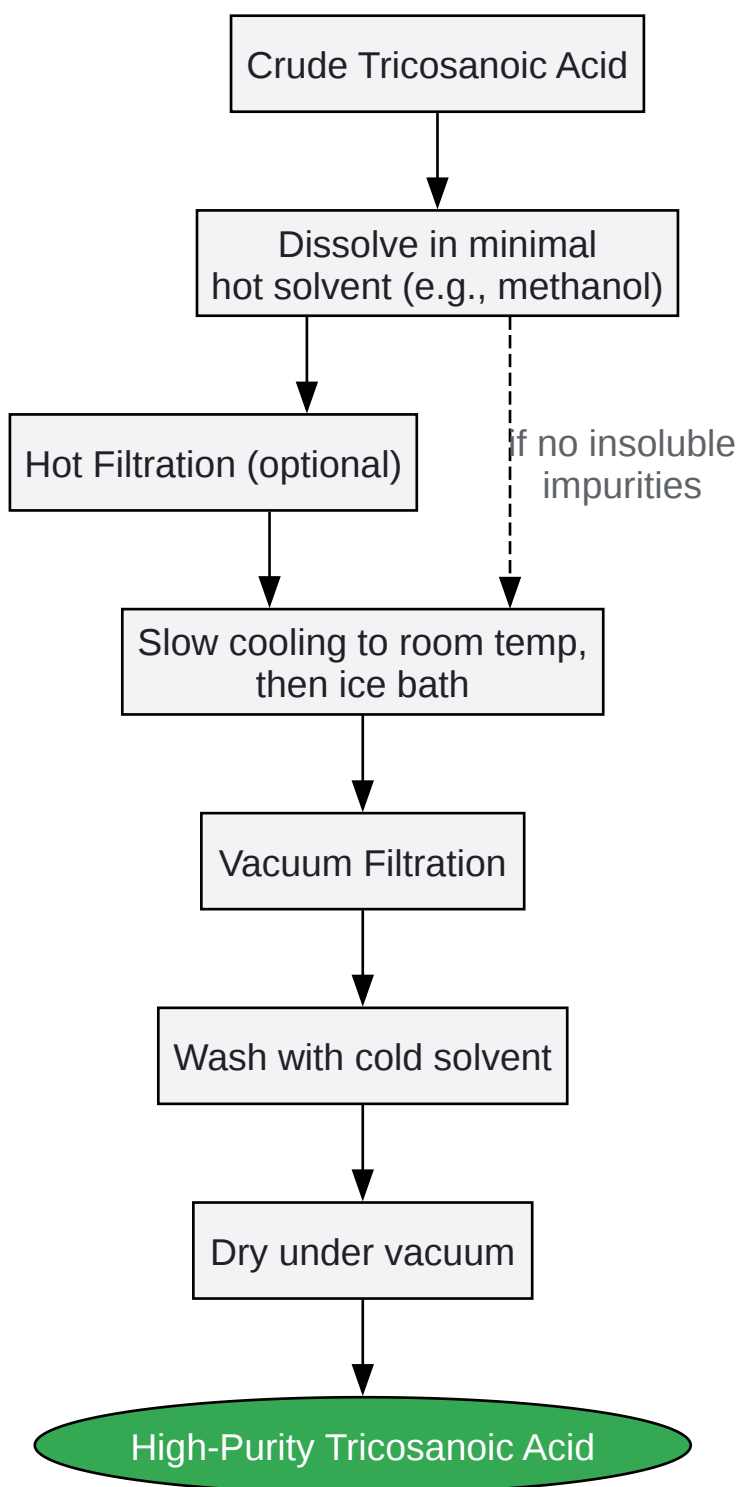 Crude Tricosanoic Acid
Dissolve in minimal
hot solvent (e.g., methanol)
if no insoluble
impurities
Hot Filtration (optional)
Slow cooling to room temp,
then ice bath
Vacuum Filtration
Wash with cold solvent
Dry under vacuum
High-Purity Tricosanoic Acid